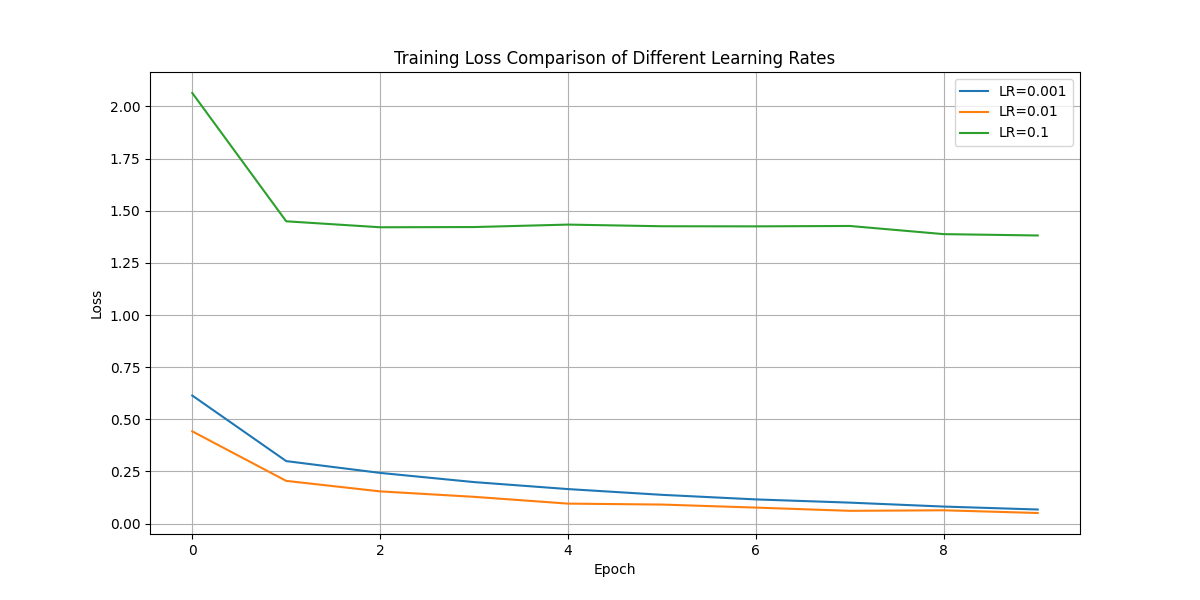 Training Loss Comparison of Different Learning Rates
LR=0.001
LR=0.01
LR=0.1
2.00
1.75
1.50
1.25
1.00
0.75
0.50
0.25
0.00
Loss
0 2 4 6 8
Epoch